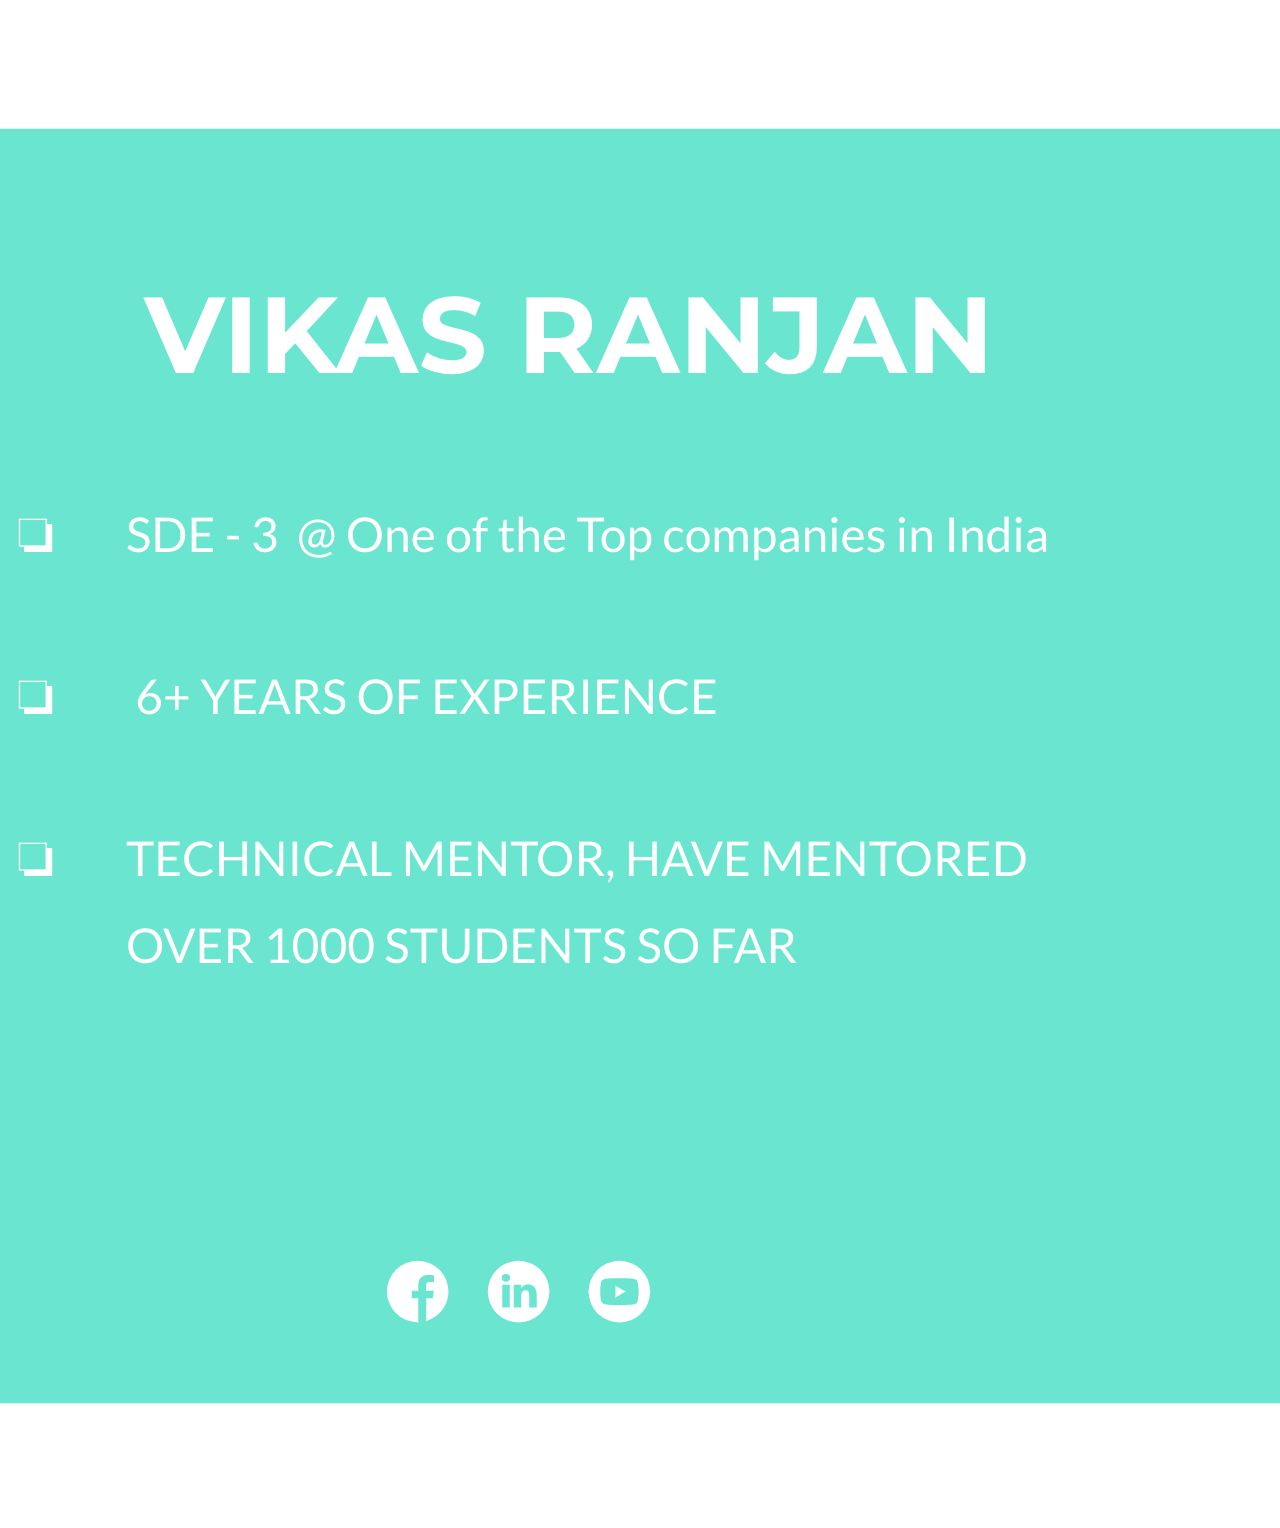 VIKAS RANJAN
❏ SDE - 3 @ One of the Top companies in India
❏ 6+ YEARS OF EXPERIENCE
❏ TECHNICAL MENTOR, HAVE MENTORED
OVER 1000 STUDENTS SO FAR